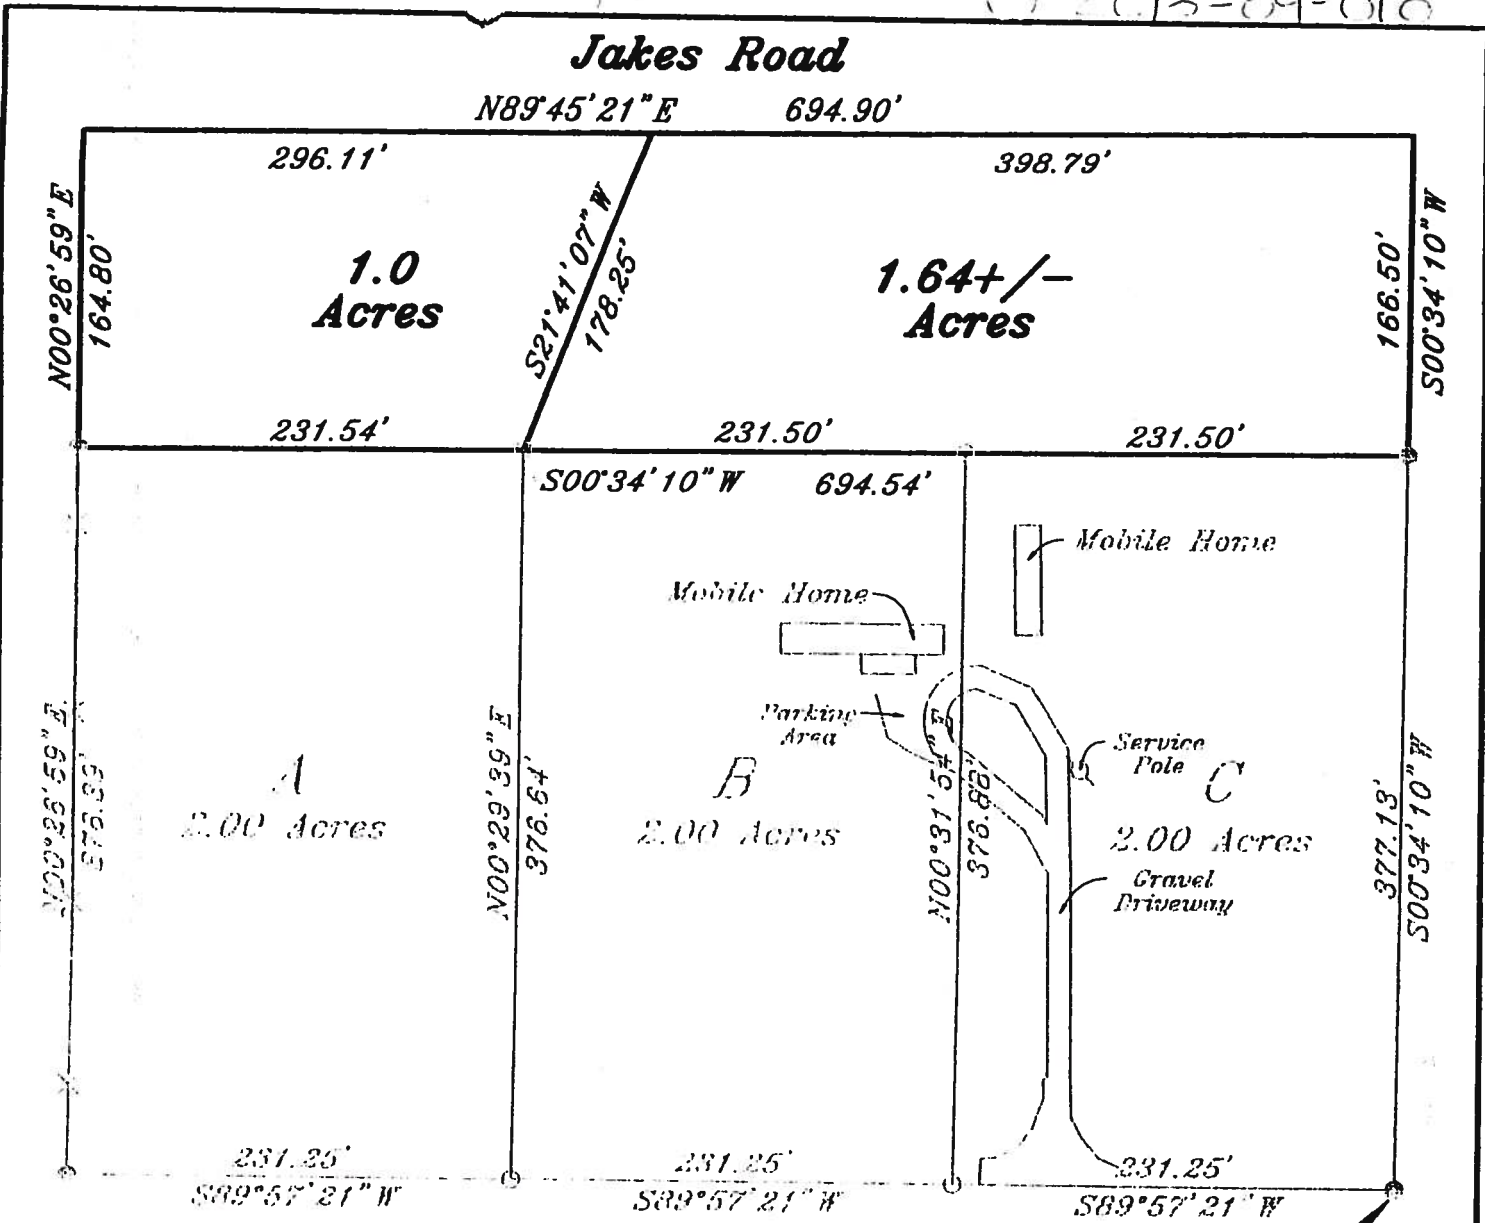 Jakes Road
N89°45'21"E 694.90'
296.11'
398.79'
N00°26'59"E
164.80'
1.0
Acres
S21°41'07"W
178.25'
1.64+/-
Acres
166.50'
S00°34'10"W
231.54'
231.50'
231.50'
S00°34'10"W 694.54'
Mobile Home
Mobile Home
Parking
Area
Service
Pole
N00°26'59"E
A
2.00 Acres
N00°29'39"E
376.64'
B
2.00 Acres
N00°31'54"E
376.88'
C
2.00 Acres
377.13'
S00°34'10"W
Gravel
Driveway
231.25'
S89°57'21"W
231.25'
S89°57'21"W
231.25'
S89°57'21"W